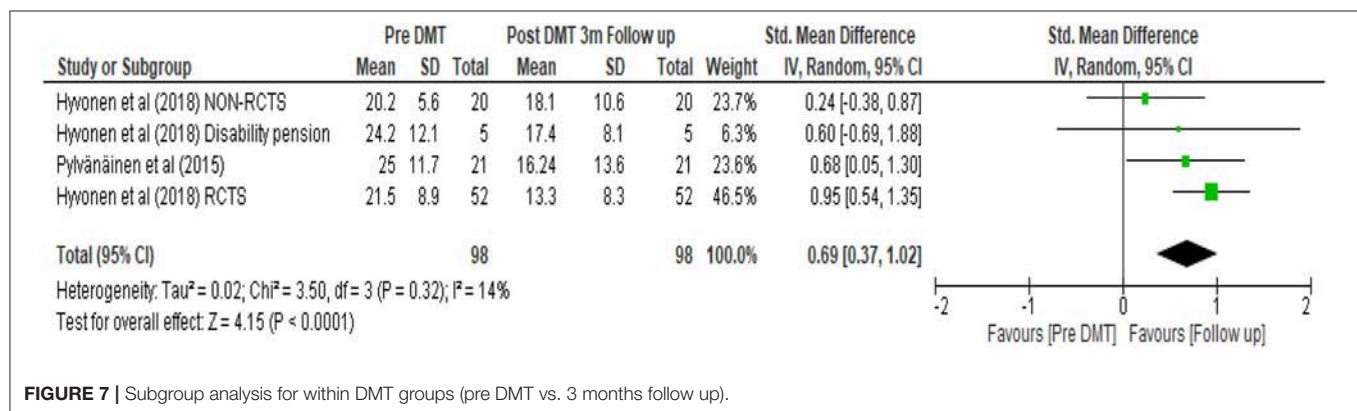 Pre DMT Post DMT 3m Follow up Std. Mean Difference Std. Mean Difference
Study or Subgroup Mean SD Total Mean SD Total Weight IV, Random, 95% CI IV, Random, 95% CI
Hyvonen et al (2018) NON-RCTS 20.2 5.6 20 18.1 10.6 20 23.7% 0.24 [-0.38, 0.87]
Hyvonen et al (2018) Disability pension 24.2 12.1 5 17.4 8.1 5 6.3% 0.60 [-0.69, 1.88]
Pylvänäinen et al (2015) 25 11.7 21 16.24 13.6 21 23.6% 0.68 [0.05, 1.30]
Hyvonen et al (2018) RCTS 21.5 8.9 52 13.3 8.3 52 46.5% 0.95 [0.54, 1.35]
Total (95% CI) 98 98 100.0% 0.69 [0.37, 1.02]
Heterogeneity: Tau² = 0.02; Chi² = 3.50, df = 3 (P = 0.32); I² = 14%
Test for overall effect: Z = 4.15 (P < 0.0001)
-2 -1 0 1 2
Favours [Pre DMT] Favours [Follow up]
FIGURE 7 | Subgroup analysis for within DMT groups (pre DMT vs. 3 months follow up).